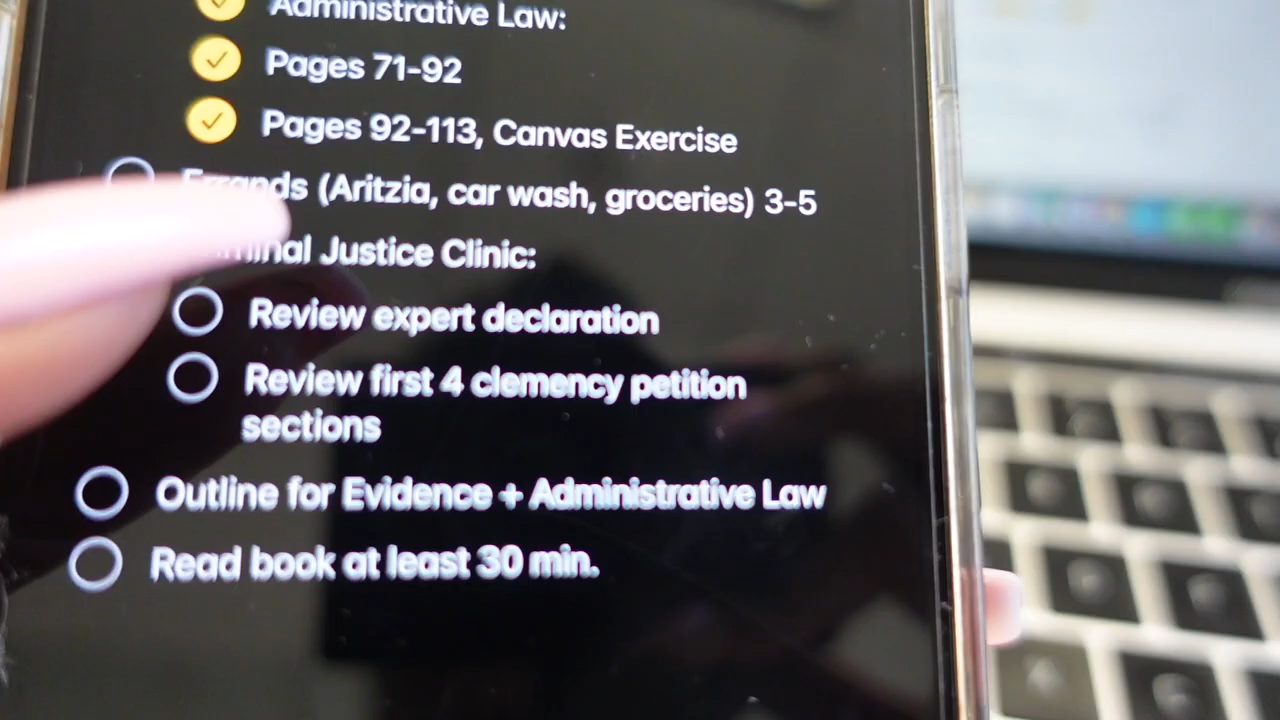 Administrative Law:
Pages 71-92
Pages 92-113, Canvas Exercise
Errands (Aritzia, car wash, groceries) 3-5
Criminal Justice Clinic:
Review expert declaration
Review first 4 clemency petition
sections
Outline for Evidence + Administrative Law
Read book at least 30 min.